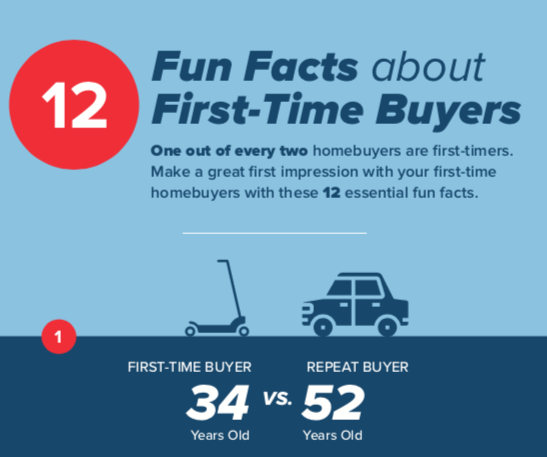 12
Fun Facts about
First-Time Buyers
One out of every two homebuyers are first-timers.
Make a great first impression with your first-time
homebuyers with these 12 essential fun facts.
1
FIRST-TIME BUYER
REPEAT BUYER
34 vs. 52
Years Old
Years Old